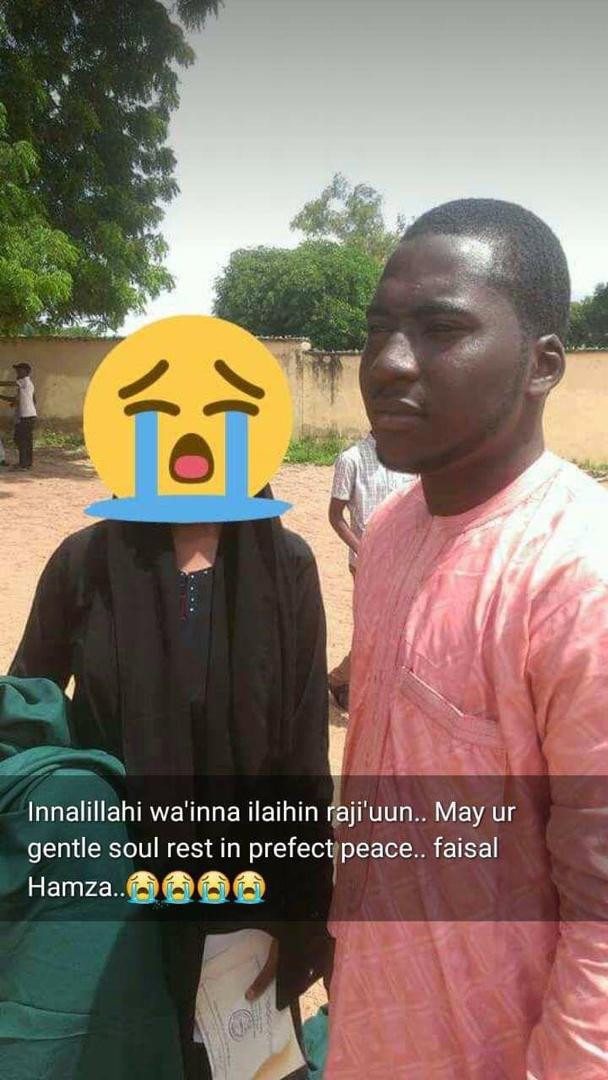 Innalillahi wa'inna ilaihin raji'uun.. May ur
gentle soul rest in prefect peace.. faisal
Hamza..😭😭😭😭